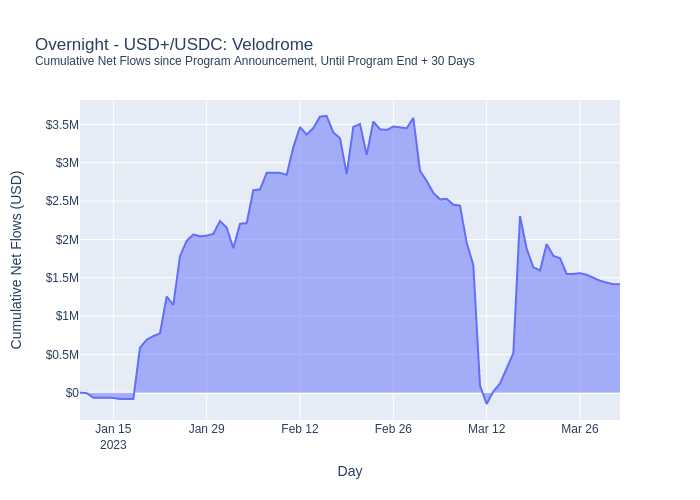 Overnight - USD+/USDC: Velodrome
Cumulative Net Flows since Program Announcement, Until Program End + 30 Days
Cumulative Net Flows (USD)
$3.5M
$3M
$2.5M
$2M
$1.5M
$1M
$0.5M
$0
Jan 15 Jan 29 Feb 12 Feb 26 Mar 12 Mar 26
2023
Day